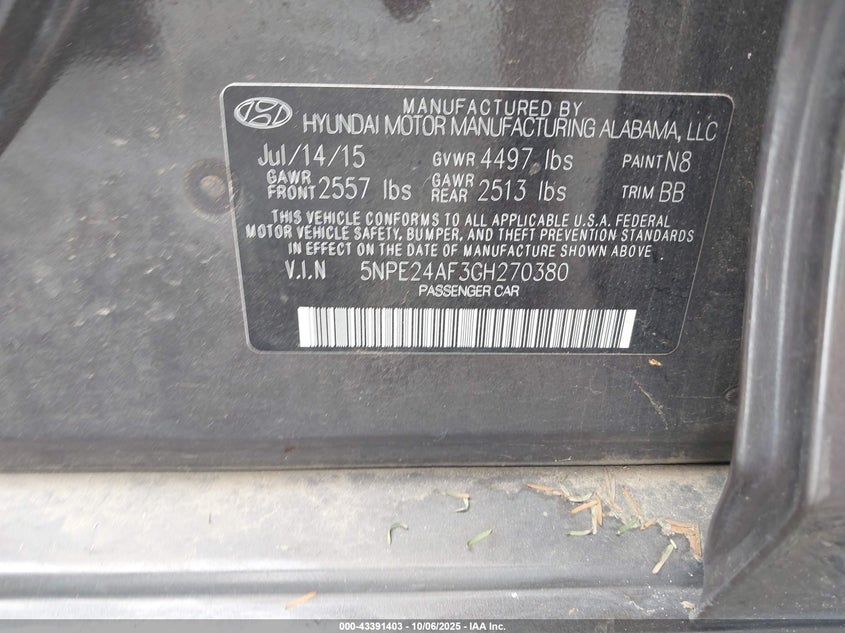 MANUFACTURED BY
HYUNDAI MOTOR MANUFACTURING ALABAMA, LLC
Jul/14/15 GVWR 4497 lbs PAINT N8
GAWR FRONT 2557 lbs GAWR REAR 2513 lbs TRIM BB
THIS VEHICLE CONFORMS TO ALL APPLICABLE U.S.A. FEDERAL
MOTOR VEHICLE SAFETY, BUMPER, AND THEFT PREVENTION STANDARDS
IN EFFECT ON THE DATE OF MANUFACTURE SHOWN ABOVE
V.I.N 5NPE24AF3GH270380
PASSENGER CAR
000-43391403 - 10/06/2025 - IAA Inc.